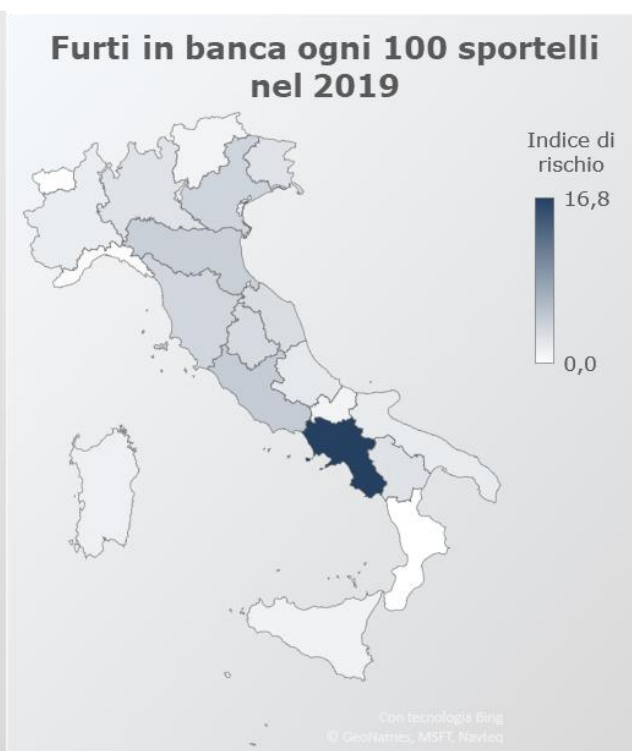 Furti in banca ogni 100 sportelli
nel 2019
Indice di
rischio
16,8
0,0
Con tecnologia Bing
© GeoNames, MSFT, Navteq